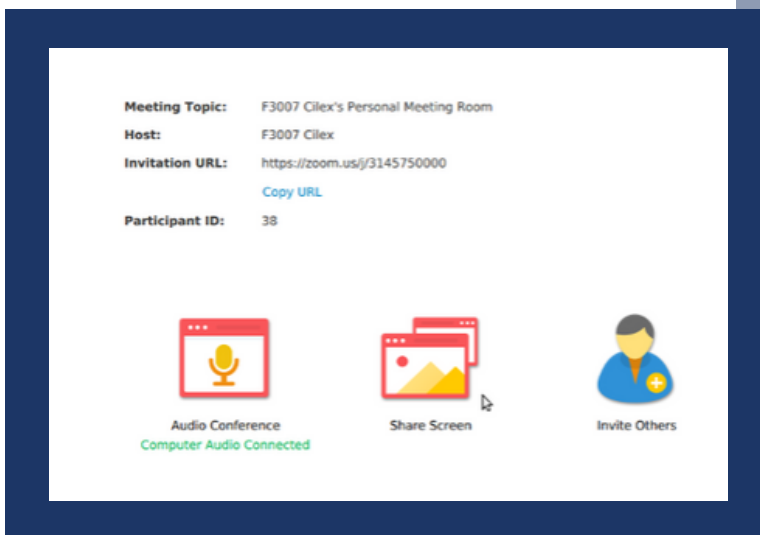 Meeting Topic: F3007 Cilex's Personal Meeting Room
Host: F3007 Cilex
Invitation URL: https://zoom.us/j/3145750000
Copy URL
Participant ID: 38
Audio Conference
Computer Audio Connected
Share Screen
Invite Others